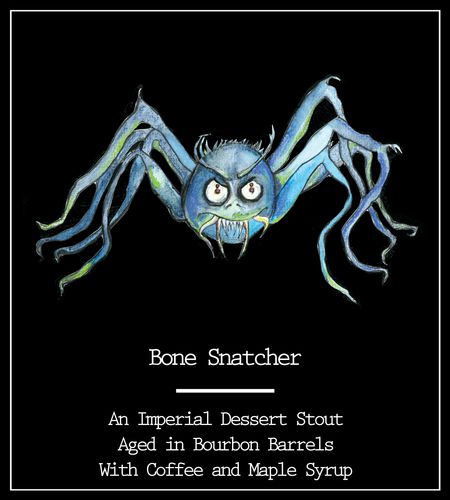 Bone Snatcher
An Imperial Dessert Stout
Aged in Bourbon Barrels
With Coffee and Maple Syrup